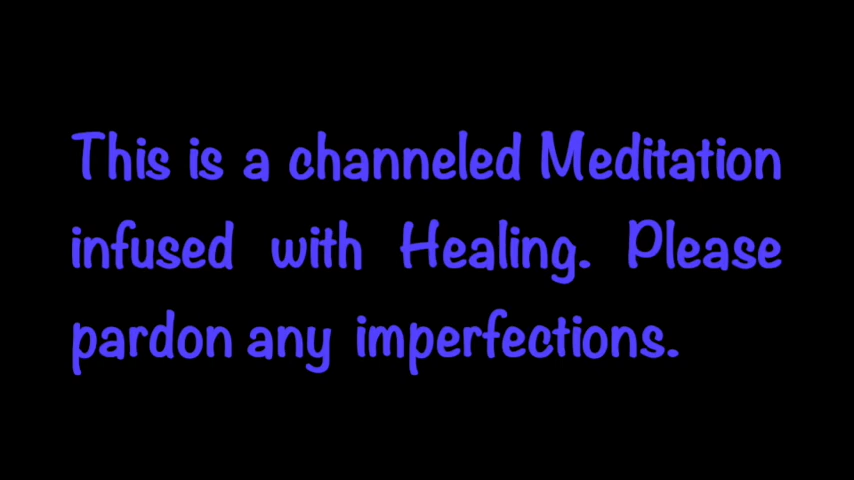 This is a channeled Meditation
infused with Healing. Please
pardon any imperfections.